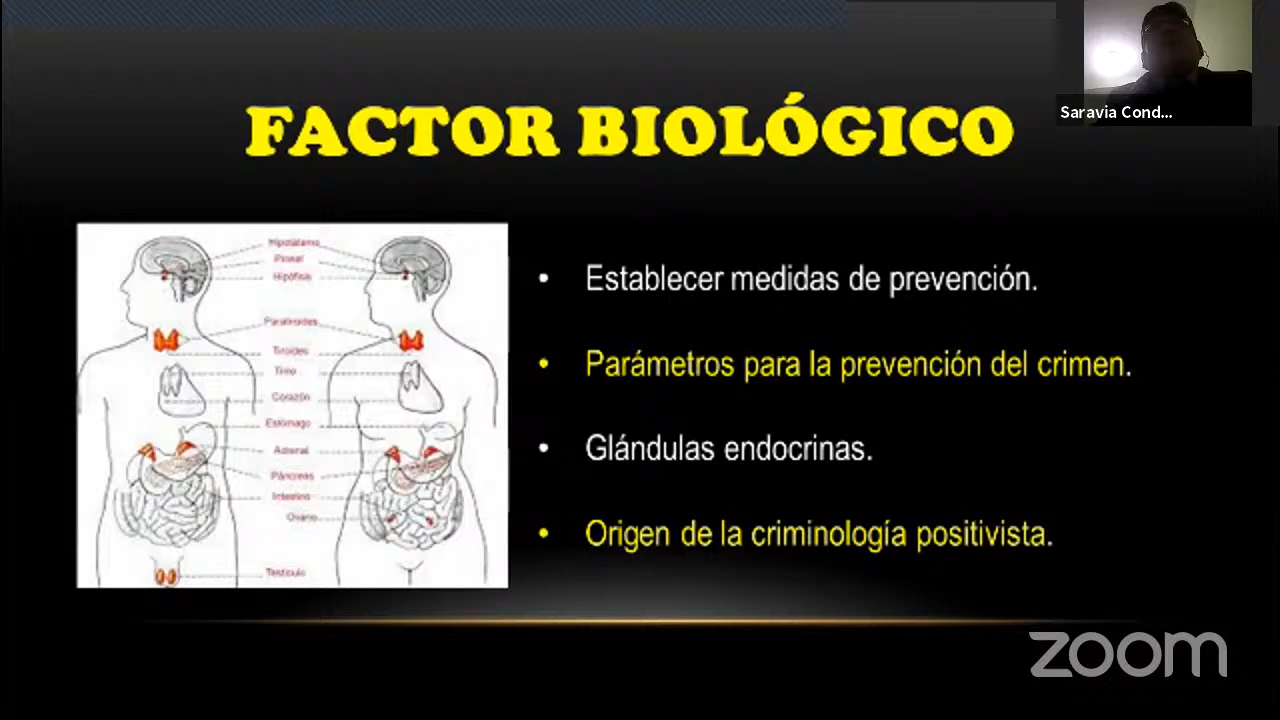 Saravia Cond...
FACTOR BIOLÓGICO
Hipotálamo
Pineal
Hipófisis
Paratiroides
Tiroides
Timo
Corazón
Estómago
Adrenal
Páncreas
Intestino
Ovario
Testículo
• Establecer medidas de prevención.
• Parámetros para la prevención del crimen.
• Glándulas endocrinas.
• Origen de la criminología positivista.
zoom